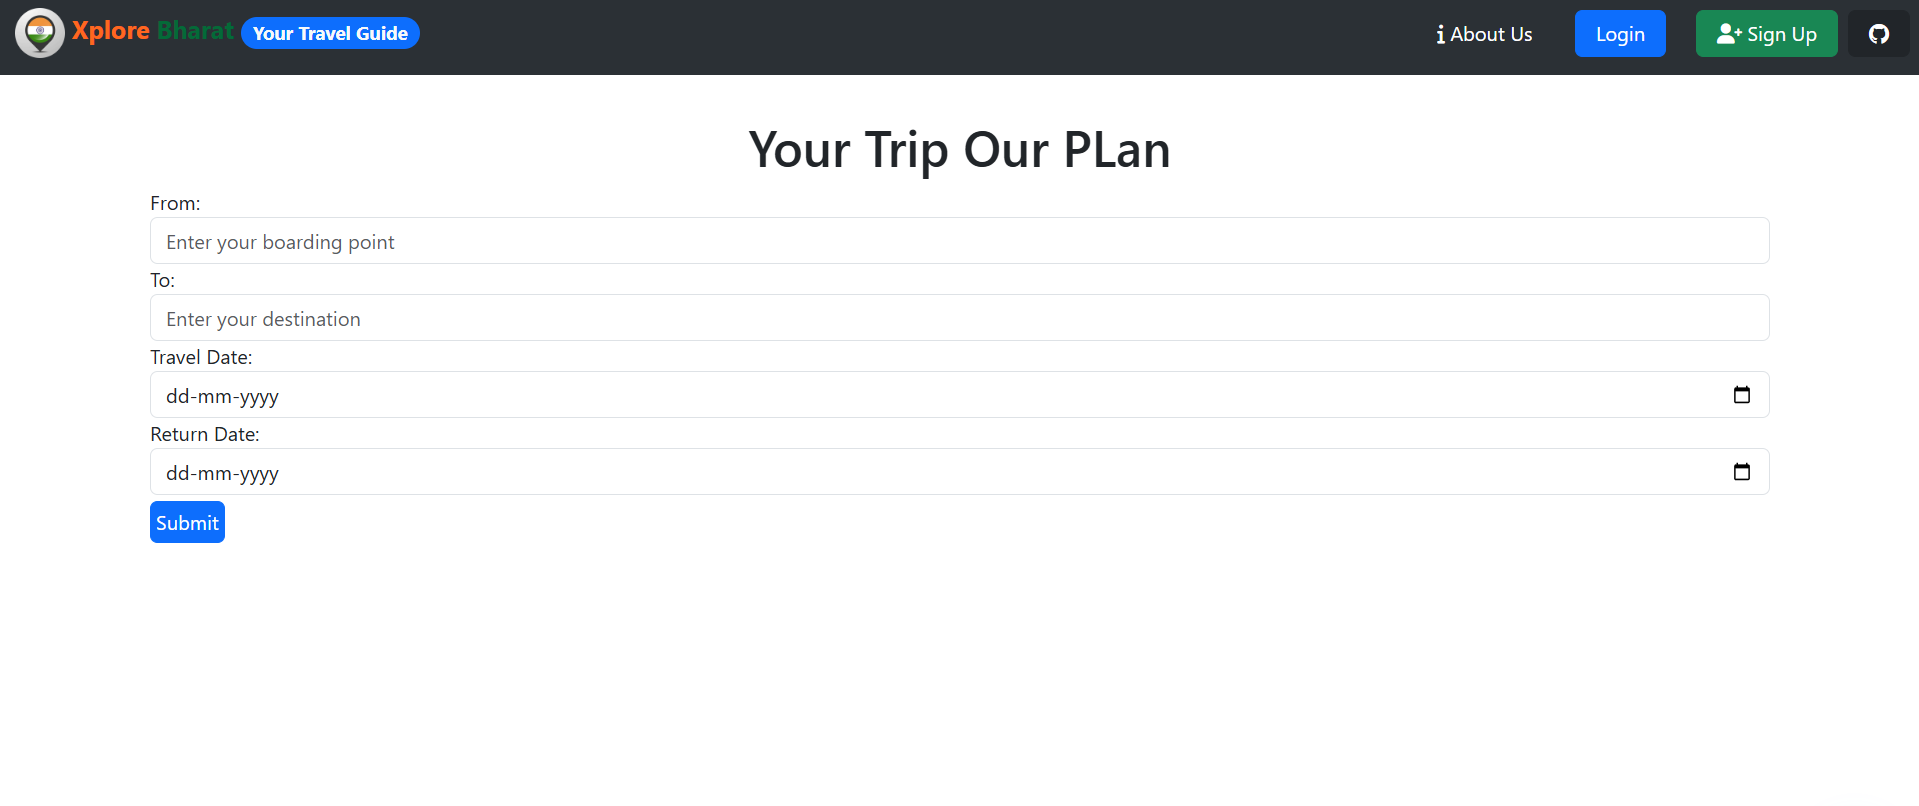 Xplore Bharat Your Travel Guide About Us Login Sign Up
Your Trip Our PLan
From:
Enter your boarding point
To:
Enter your destination
Travel Date:
dd-mm-yyyy
Return Date:
dd-mm-yyyy
Submit